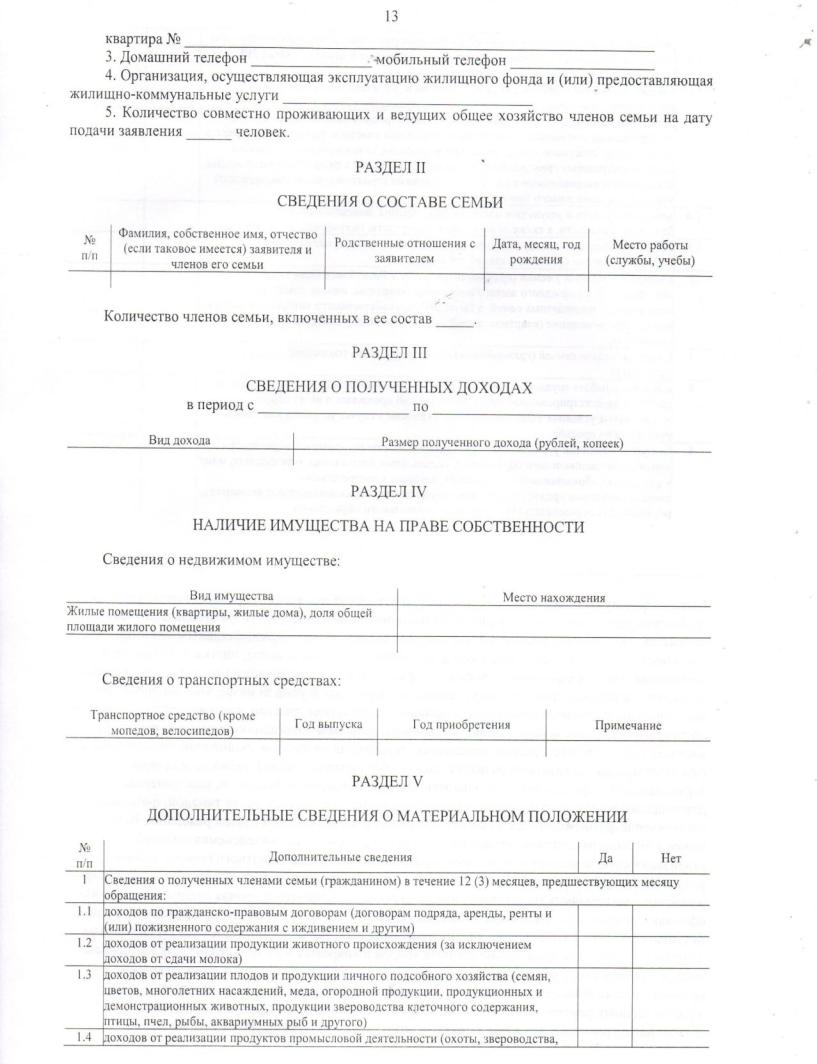 13
квартира № ___
3. Домашний телефон ___ мобильный телефон ___
4. Организация, осуществляющая эксплуатацию жилищного фонда и (или) предоставляющая
жилищно-коммунальные услуги ___
5. Количество совместно проживающих и ведущих общее хозяйство членов семьи на дату
подачи заявления ___ человек.
РАЗДЕЛ II
СВЕДЕНИЯ О СОСТАВЕ СЕМЬИ
№
п/п
Фамилия, собственное имя, отчество
(если таковое имеется) заявителя и
членов его семьи
Родственные отношения с
заявителем
Дата, месяц, год
рождения
Место работы
(службы, учебы)
Количество членов семьи, включенных в ее состав ___.
РАЗДЕЛ III
СВЕДЕНИЯ О ПОЛУЧЕННЫХ ДОХОДАХ
в период с ___ по ___
Вид дохода
Размер полученного дохода (рублей, копеек)
РАЗДЕЛ IV
НАЛИЧИЕ ИМУЩЕСТВА НА ПРАВЕ СОБСТВЕННОСТИ
Сведения о недвижимом имуществе:
Вид имущества
Место нахождения
Жилые помещения (квартиры, жилые дома), доля общей
площади жилого помещения
Сведения о транспортных средствах:
Транспортное средство (кроме
мопедов, велосипедов)
Год выпуска
Год приобретения
Примечание
РАЗДЕЛ V
ДОПОЛНИТЕЛЬНЫЕ СВЕДЕНИЯ О МАТЕРИАЛЬНОМ ПОЛОЖЕНИИ
№
п/п
Дополнительные сведения
Да
Нет
1 Сведения о полученных членами семьи (гражданином) в течение 12 (3) месяцев, предшествующих месяцу
обращения:
1.1 доходов по гражданско-правовым договорам (договорам подряда, аренды, ренты и
(или) пожизненного содержания с иждивением и другим)
1.2 доходов от реализации продукции животного происхождения (за исключением
доходов от сдачи молока)
1.3 доходов от реализации плодов и продукции личного подсобного хозяйства (семян,
цветов, многолетних насаждений, меда, огородной продукции, продукционных и
демонстрационных животных, продукции звероводства клеточного содержания,
птицы, пчел, рыбы, аквариумных рыб и другого)
1.4 доходов от реализации продуктов промысловой деятельности (охоты, звероводства,